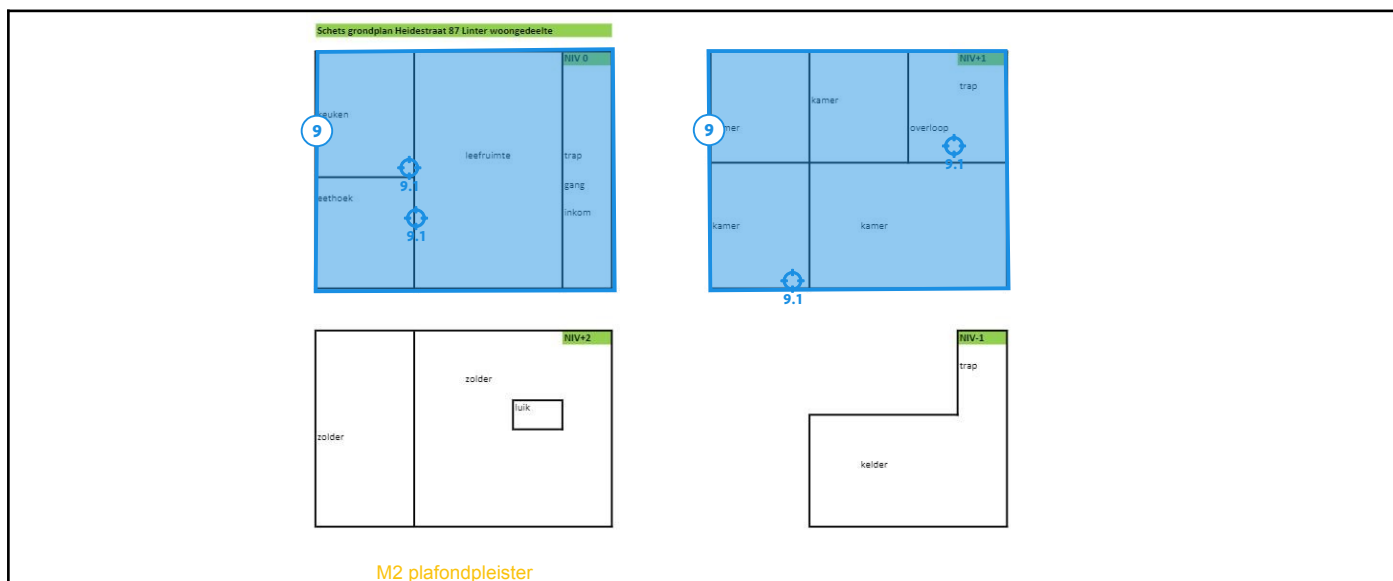 Schets grondplan Heidestraat 87 Linter woongedeelte
NIV 0
keuken
9
leefruimte
trap
9.1
gang
eethoek
inkom
9.1
NIV+1
trap
kamer
9
kamer
overloop
9.1
kamer
kamer
9.1
NIV+2
zolder
luik
zolder
NIV-1
trap
kelder
M2 plafondpleister